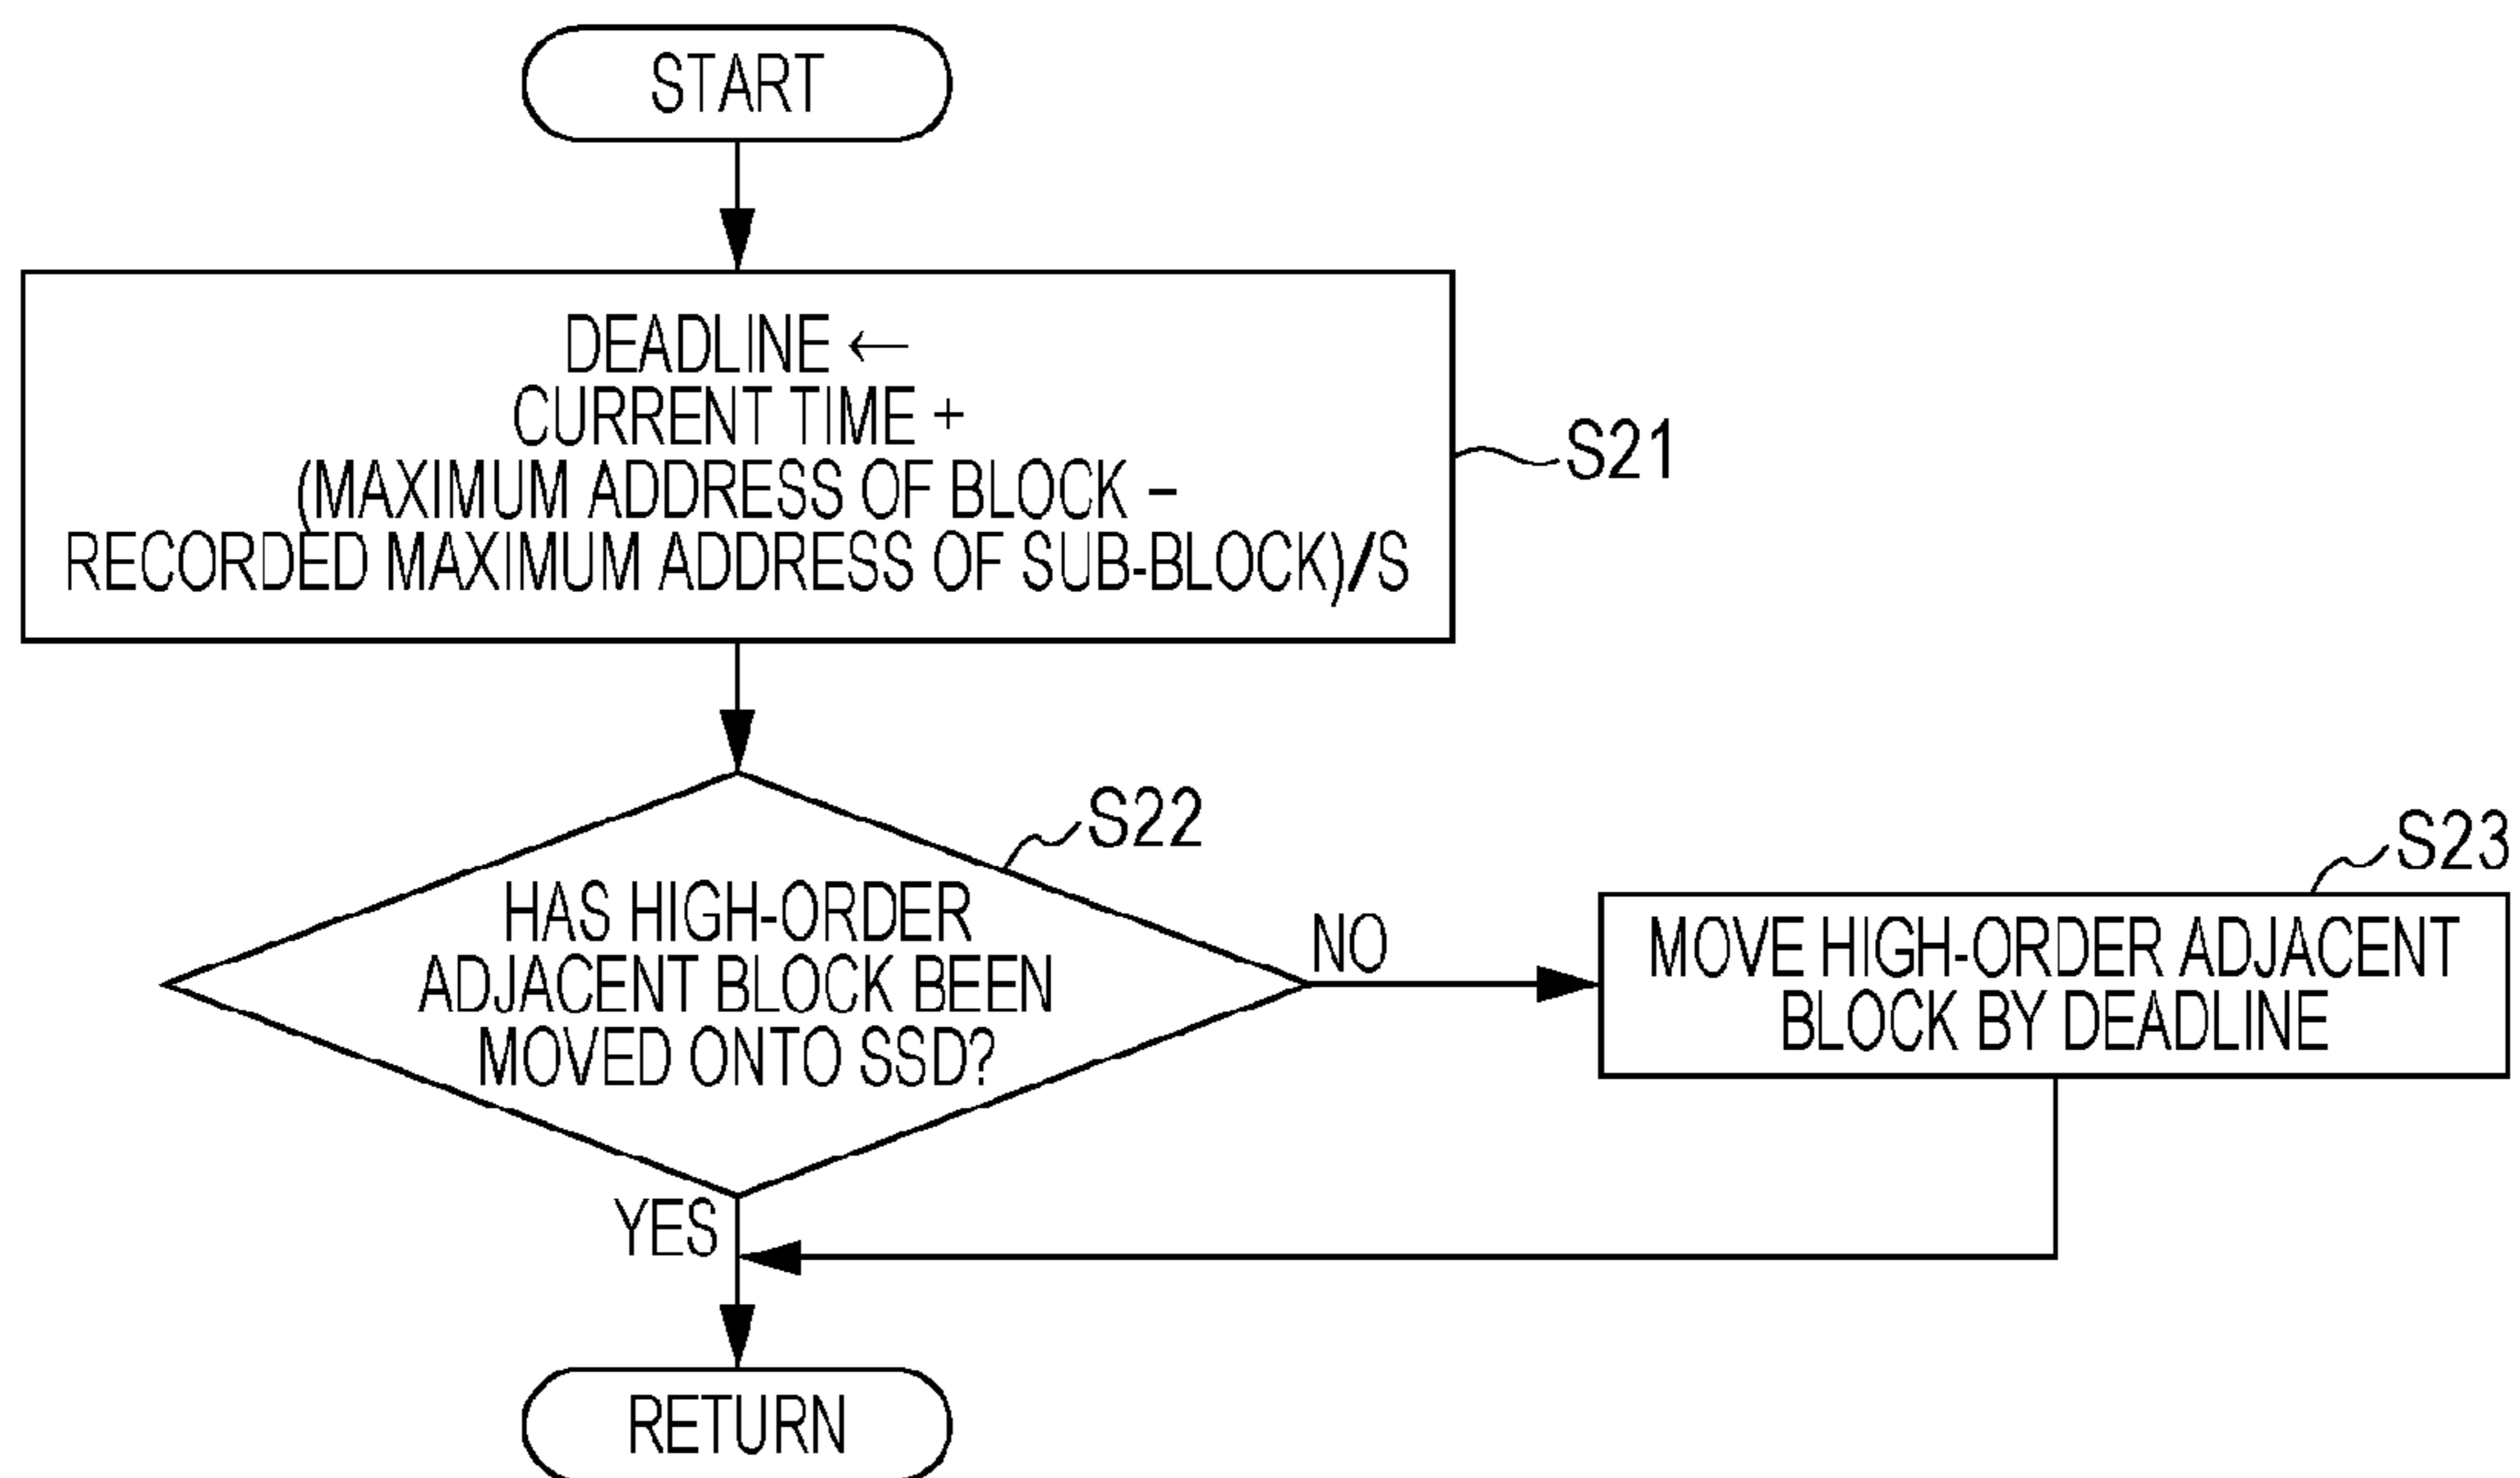 START
DEADLINE ←
CURRENT TIME +
(MAXIMUM ADDRESS OF BLOCK –
RECORDED MAXIMUM ADDRESS OF SUB-BLOCK)/S
S21
S22
HAS HIGH-ORDER
ADJACENT BLOCK BEEN
MOVED ONTO SSD?
NO
S23
MOVE HIGH-ORDER ADJACENT
BLOCK BY DEADLINE
YES
RETURN